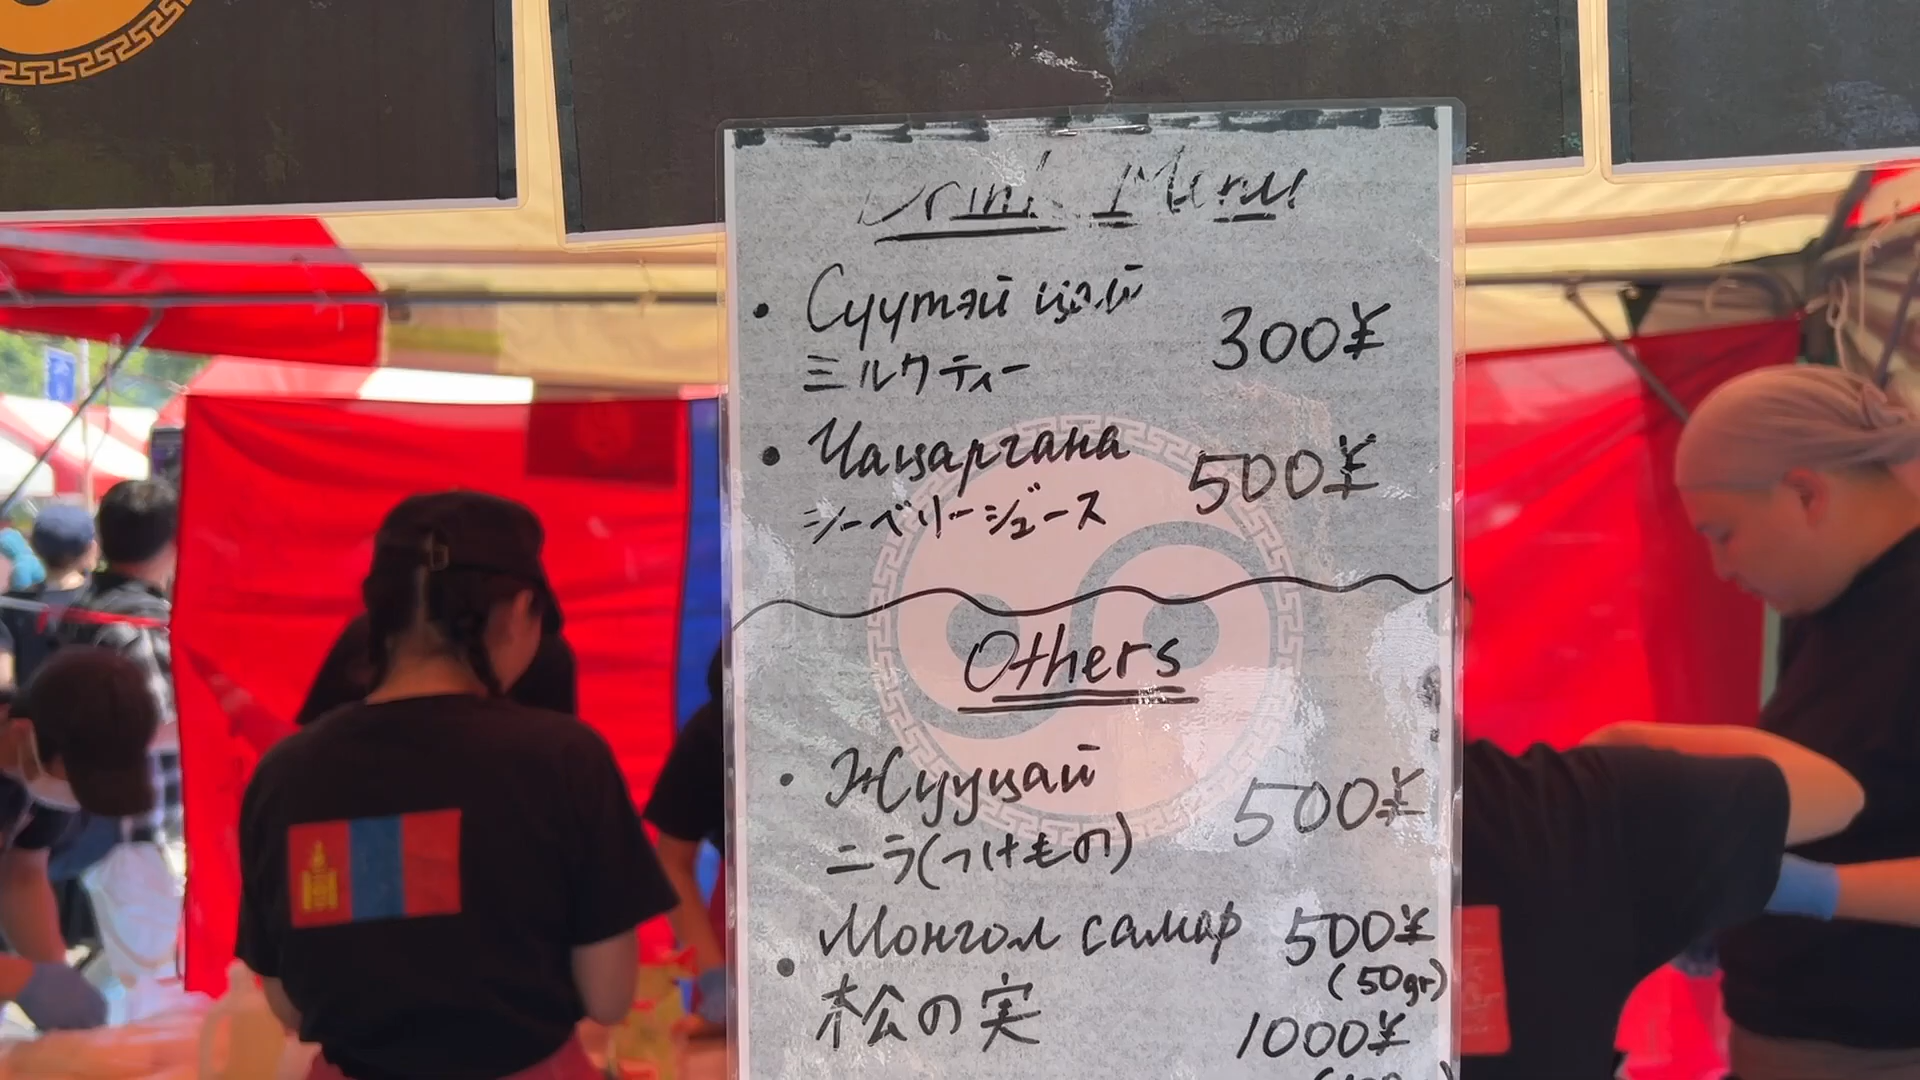 Drink Menu
• Сүүтэй цай 300¥
ミルクティー
• Чацаргана 500¥
シーベリージュース
Others
• Жууцай 500¥
ニラ(つけもの)
• Монгол самар 500¥
(50gr)
松の実
1000¥